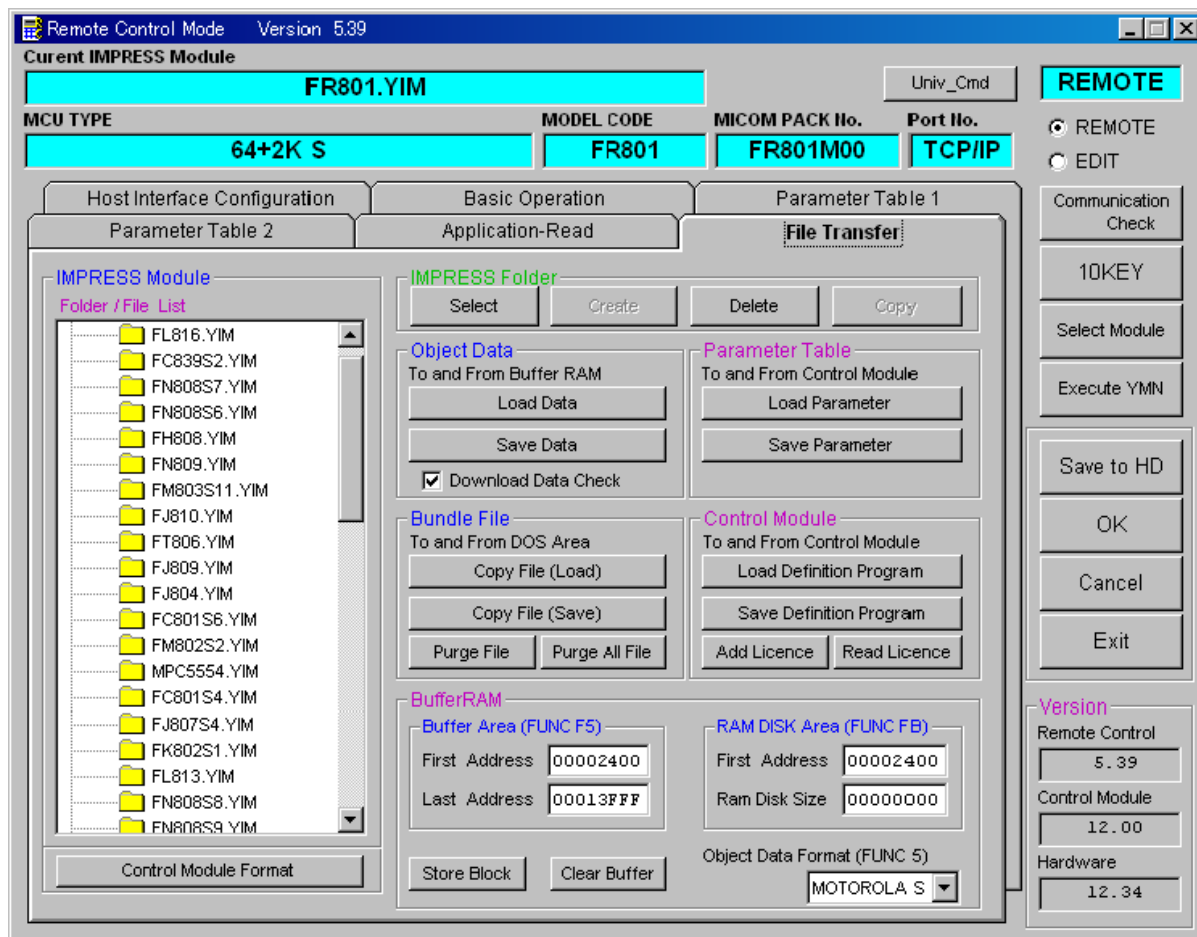 Remote Control Mode Version 5.39
Curent IMPRESS Module
FR801.YIM
Univ_Cmd
REMOTE
MCU TYPE
MODEL CODE
MICOM PACK No.
Port No.
64+2K S
FR801
FR801M00
TCP/IP
REMOTE
EDIT
Host Interface Configuration
Basic Operation
Parameter Table 1
Parameter Table 2
Application-Read
File Transfer
IMPRESS Module
Folder / File List
FL816.YIM
FC839S2.YIM
FN808S7.YIM
FN808S6.YIM
FH808.YIM
FN809.YIM
FM803S11.YIM
FJ810.YIM
FT806.YIM
FJ809.YIM
FJ804.YIM
FC801S6.YIM
FM802S2.YIM
MPC5554.YIM
FC801S4.YIM
FJ807S4.YIM
FK802S1.YIM
FL813.YIM
FN808S8.YIM
FN808S9.YIM
Control Module Format
IMPRESS Folder
Select
Create
Delete
Copy
Object Data
To and From Buffer RAM
Load Data
Save Data
Download Data Check
Parameter Table
To and From Control Module
Load Parameter
Save Parameter
Bundle File
To and From DOS Area
Copy File (Load)
Copy File (Save)
Purge File
Purge All File
Control Module
To and From Control Module
Load Definition Program
Save Definition Program
Add Licence
Read Licence
BufferRAM
Buffer Area (FUNC F5)
First Address 00002400
Last Address 00013FFF
RAM DISK Area (FUNC FB)
First Address 00002400
Ram Disk Size 00000000
Store Block
Clear Buffer
Object Data Format (FUNC 5)
MOTOROLA S
Communication
Check
10KEY
Select Module
Execute YMN
Save to HD
OK
Cancel
Exit
Version
Remote Control
5.39
Control Module
12.00
Hardware
12.34